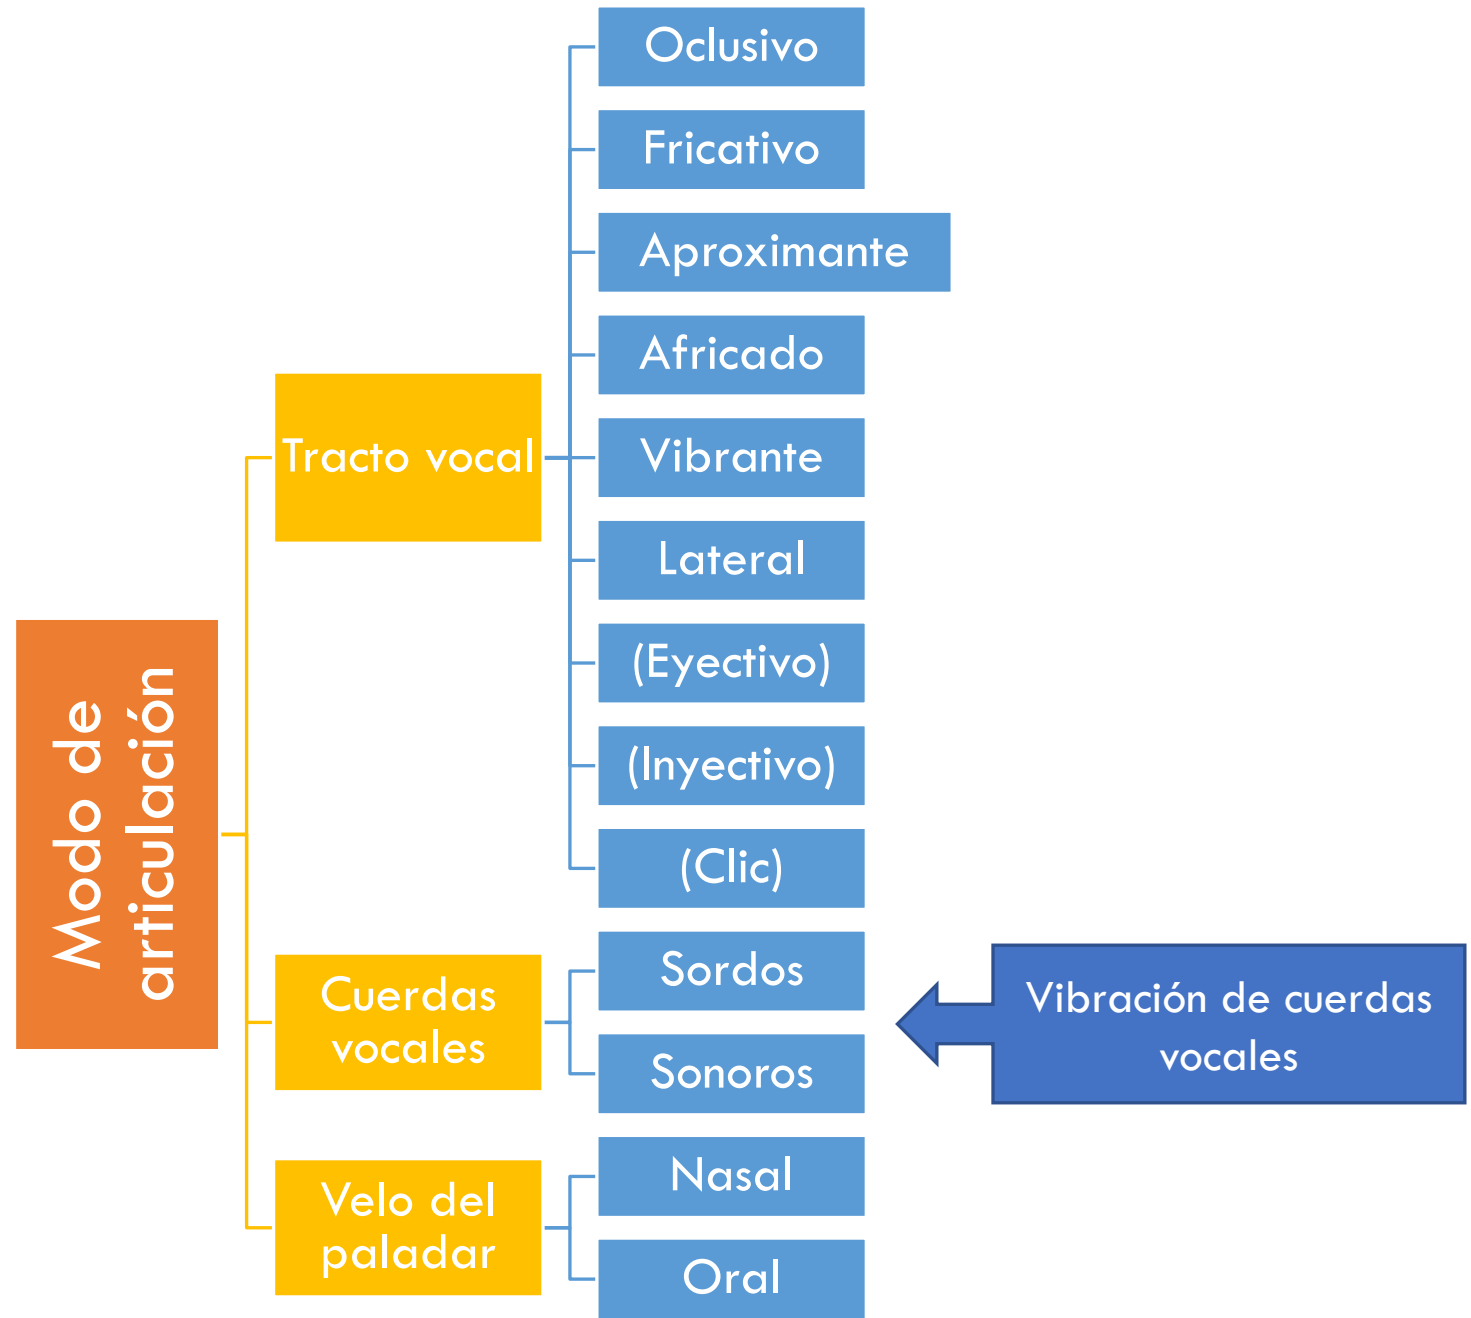 Modo de
articulación
Tracto vocal
Oclusivo
Fricativo
Aproximante
Africado
Vibrante
Lateral
(Eyectivo)
(Inyectivo)
(Clic)
Cuerdas
vocales
Sordos
Sonoros
Vibración de cuerdas
vocales
Velo del
paladar
Nasal
Oral